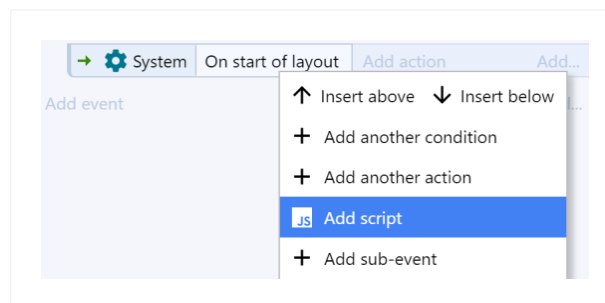 System On start of layout Add action Add...
Add event
Insert above Insert below
Add another condition
Add another action
JS Add script
Add sub-event